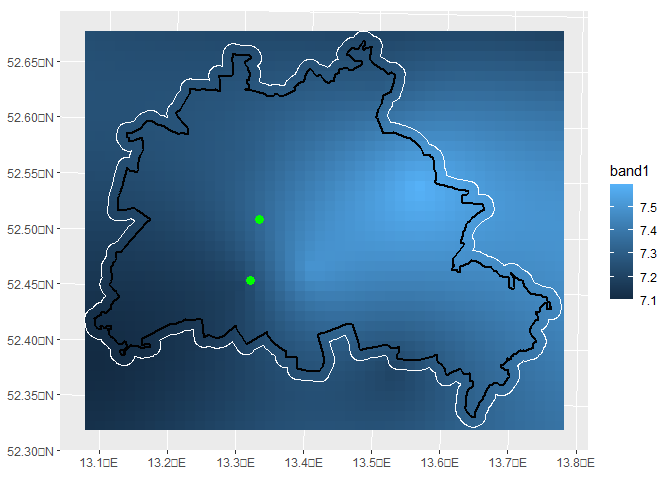 52.65□N
52.60□N
52.55□N
52.50□N
52.45□N
52.40□N
52.35□N
52.30□N
13.1□E
13.2□E
13.3□E
13.4□E
13.5□E
13.6□E
13.7□E
13.8□E
band1
7.5
7.4
7.3
7.2
7.1